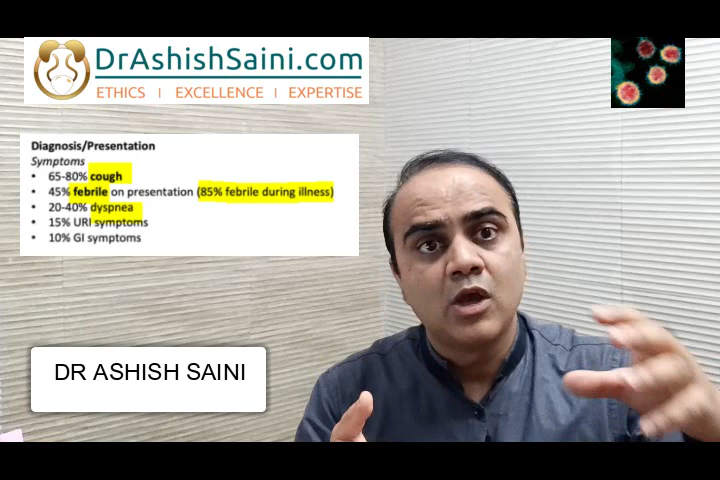 DrAshishSaini.com
ETHICS | EXCELLENCE | EXPERTISE
Diagnosis/Presentation
Symptoms
• 65-80% cough
• 45% febrile on presentation (85% febrile during illness)
• 20-40% dyspnea
• 15% URI symptoms
• 10% GI symptoms
DR ASHISH SAINI